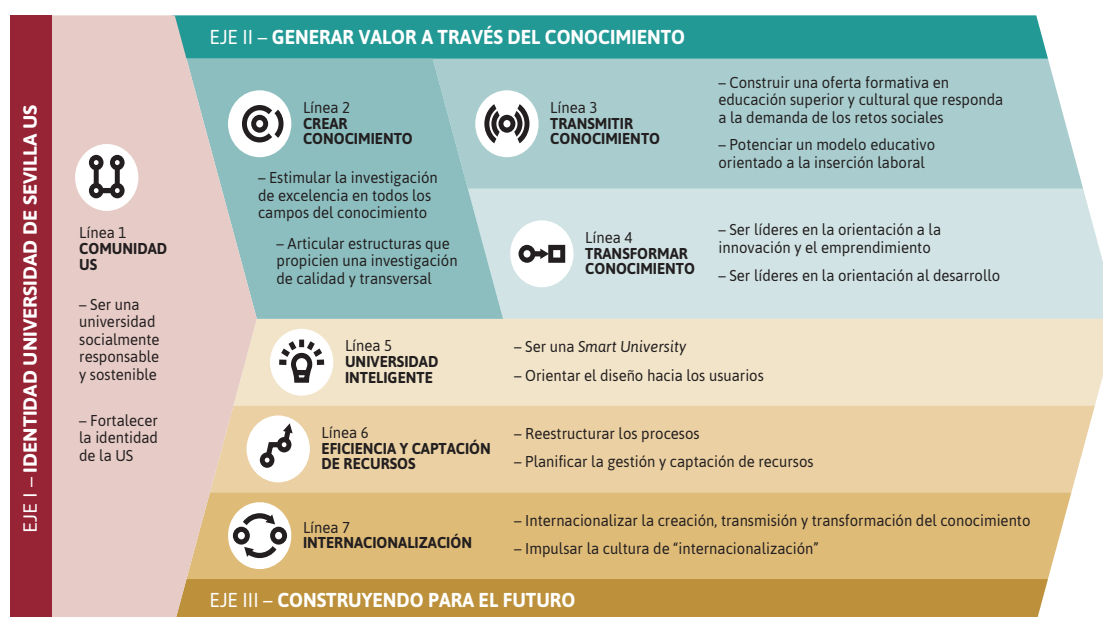 EJE I – IDENTIDAD UNIVERSIDAD DE SEVILLA US
Línea 1
COMUNIDAD
US
– Ser una
universidad
socialmente
responsable
y sostenible
– Fortalecer
la identidad
de la US
EJE II – GENERAR VALOR A TRAVÉS DEL CONOCIMIENTO
Línea 2
CREAR
CONOCIMIENTO
– Estimular la investigación
de excelencia en todos los
campos del conocimiento
– Articular estructuras que
propicien una investigación
de calidad y transversal
Línea 3
TRANSMITIR
CONOCIMIENTO
– Construir una oferta formativa en
educación superior y cultural que responda
a la demanda de los retos sociales
– Potenciar un modelo educativo
orientado a la inserción laboral
Línea 4
TRANSFORMAR
CONOCIMIENTO
– Ser líderes en la orientación a la
innovación y el emprendimiento
– Ser líderes en la orientación al desarrollo
Línea 5
UNIVERSIDAD
INTELIGENTE
– Ser una Smart University
– Orientar el diseño hacia los usuarios
Línea 6
EFICIENCIA Y CAPTACIÓN
DE RECURSOS
– Reestructurar los procesos
– Planificar la gestión y captación de recursos
Línea 7
INTERNACIONALIZACIÓN
– Internacionalizar la creación, transmisión y transformación del conocimiento
– Impulsar la cultura de “internacionalización”
EJE III – CONSTRUYENDO PARA EL FUTURO